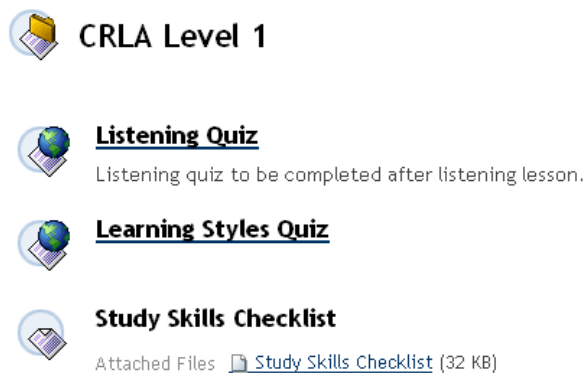 CRLA Level 1
Listening Quiz
Listening quiz to be completed after listening lesson.
Learning Styles Quiz
Study Skills Checklist
Attached Files Study Skills Checklist (32 KB)